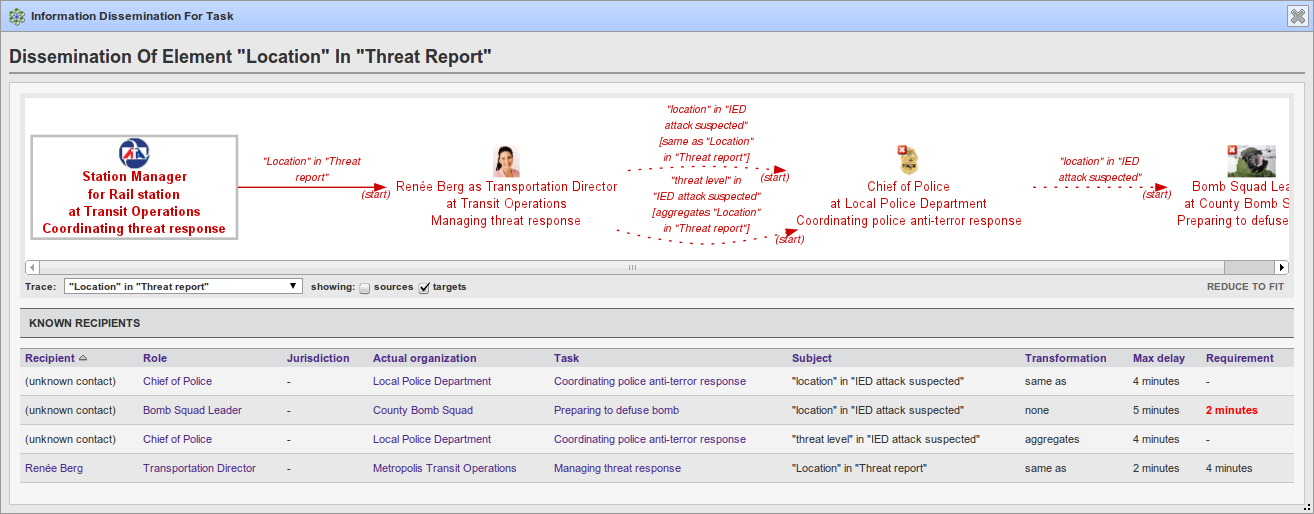 Information Dissemination For Task
Dissemination Of Element "Location" In "Threat Report"
Station Manager
for Rail station
at Transit Operations
Coordinating threat response
"Location" in "Threat
report"
(start)
Renée Berg as Transportation Director
at Transit Operations
Managing threat response
"location" in "IED
attack suspected"
[same as "Location"
in "Threat report"]
(start)
"threat level" in
"IED attack suspected"
[aggregates "Location"
in "Threat report"]
(start)
Chief of Police
at Local Police Department
Coordinating police anti-terror response
"location" in "IED
attack suspected"
(start)
Bomb Squad Lea
at County Bomb S
Preparing to defuse
Trace: "Location" in "Threat report" showing: sources targets REDUCE TO FIT
KNOWN RECIPIENTS
Recipient Role Jurisdiction Actual organization Task Subject Transformation Max delay Requirement
(unknown contact) Chief of Police - Local Police Department Coordinating police anti-terror response "location" in "IED attack suspected" same as 4 minutes -
(unknown contact) Bomb Squad Leader - County Bomb Squad Preparing to defuse bomb "location" in "IED attack suspected" none 5 minutes 2 minutes
(unknown contact) Chief of Police - Local Police Department Coordinating police anti-terror response "threat level" in "IED attack suspected" aggregates 4 minutes -
Renée Berg Transportation Director - Metropolis Transit Operations Managing threat response "Location" in "Threat report" same as 2 minutes 4 minutes